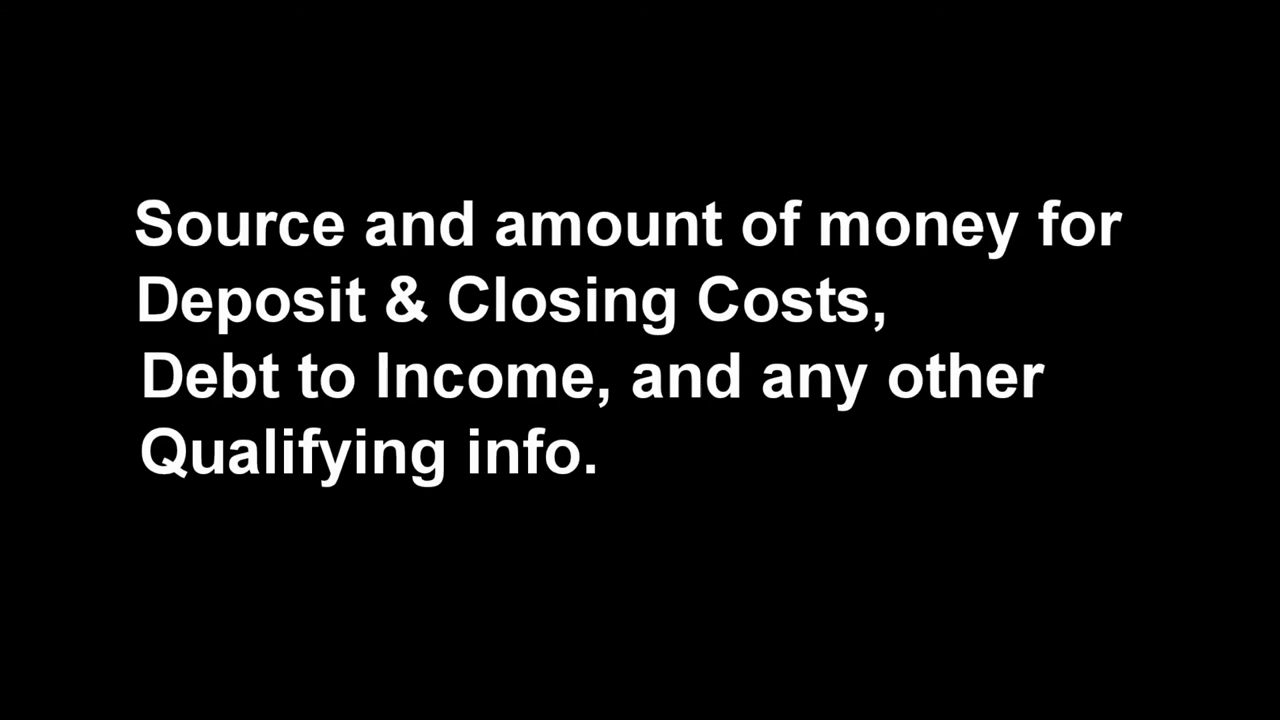 Source and amount of money for
Deposit & Closing Costs,
Debt to Income, and any other
Qualifying info.